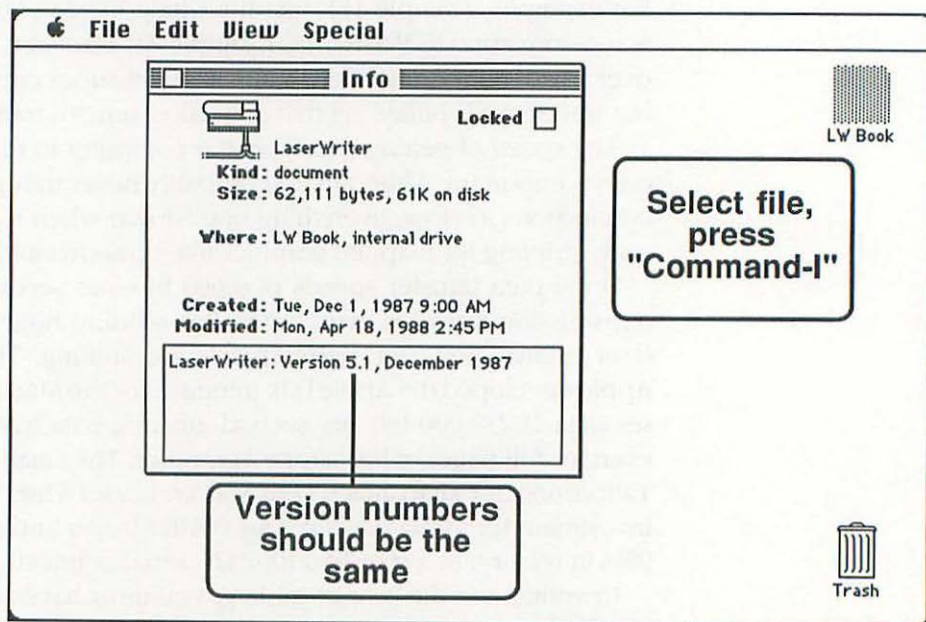 File Edit View Special
Info
Locked
LaserWriter
Kind: document
Size: 62,111 bytes, 61K on disk
Where: LW Book, internal drive
Created: Tue, Dec 1, 1987 9:00 AM
Modified: Mon, Apr 18, 1988 2:45 PM
LaserWriter: Version 5.1, December 1987
LW Book
Select file,
press
"Command-I"
Version numbers
should be the
same
Trash